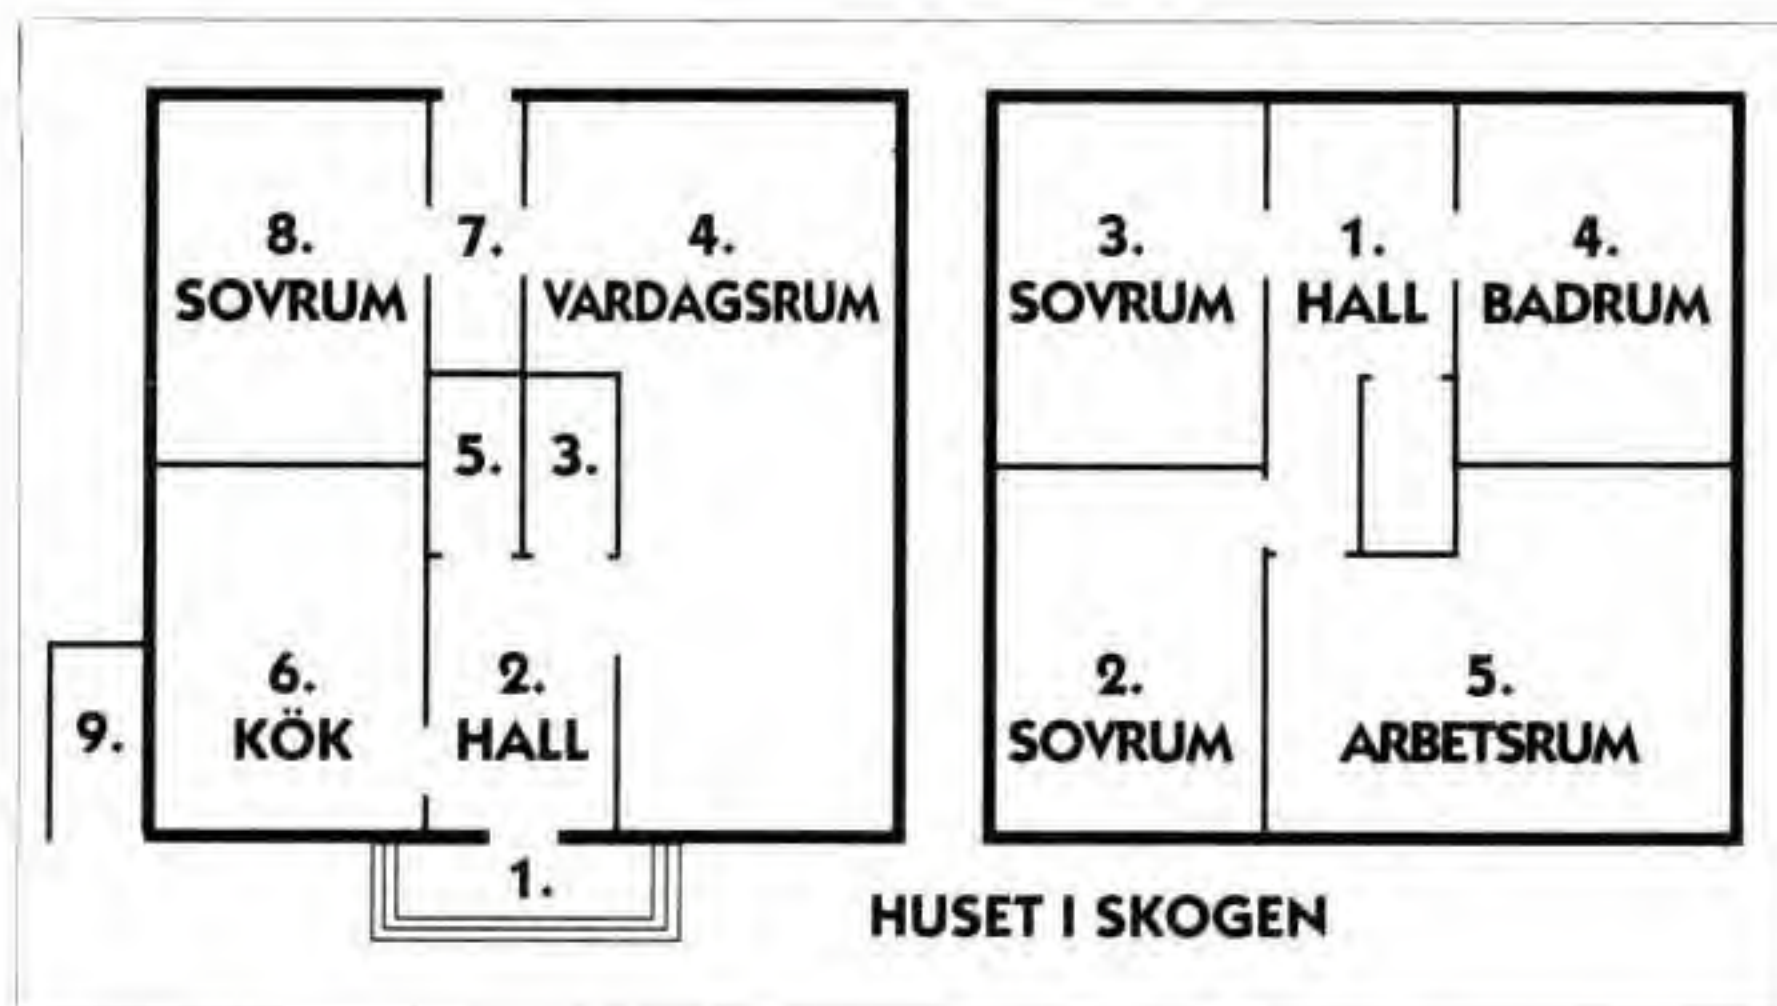 8.
SOVRUM
7.
4.
VARDAGSRUM
5.
3.
6.
KÖK
2.
HALL
9.
1.
3.
SOVRUM
1.
HALL
4.
BADRUM
2.
SOVRUM
5.
ARBETSRUM
HUSET I SKOGEN